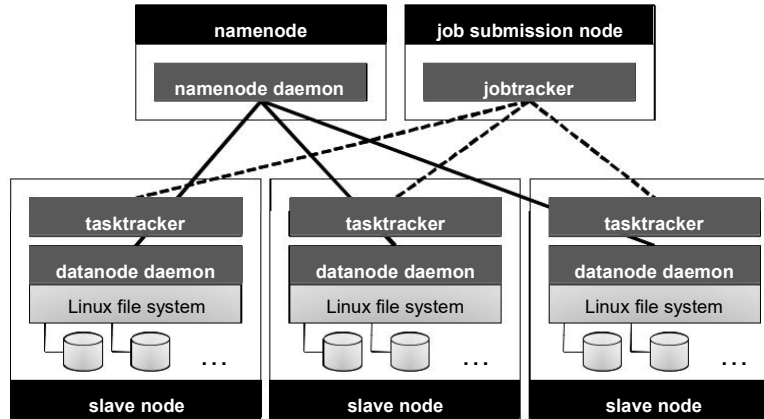 namenode
job submission node
namenode daemon
jobtracker
tasktracker
tasktracker
tasktracker
datanode daemon
datanode daemon
datanode daemon
Linux file system
Linux file system
Linux file system
...
...
...
slave node
slave node
slave node